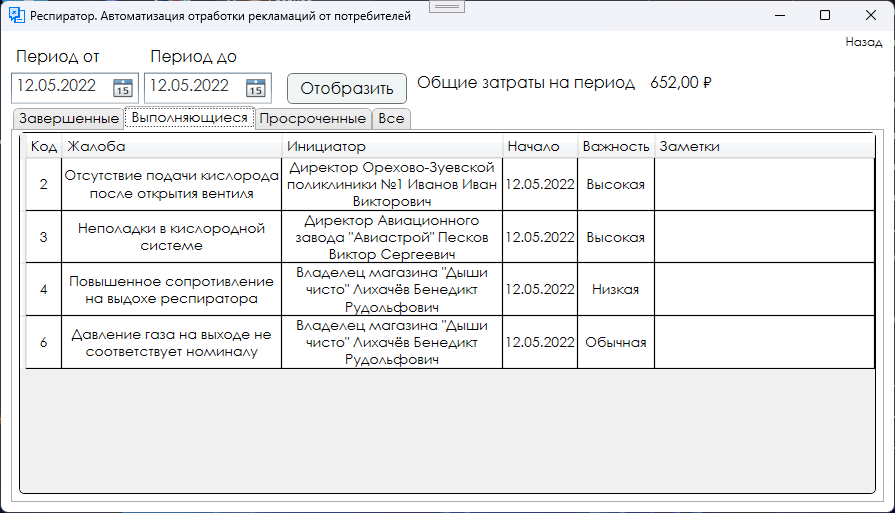 Респиратор. Автоматизация отработки рекламаций от потребителей
Назад
Период от Период до
12.05.2022 15 12.05.2022 15 Отобразить Общие затраты на период 652,00 ₽
Завершенные Выполняющиеся Просроченные Все
Код Жалоба Инициатор Начало Важность Заметки
2 Отсутствие подачи кислорода
после открытия вентиля
Директор Орехово-Зуевской
поликлиники №1 Иванов Иван
Викторович
12.05.2022 Высокая
3 Неполадки в кислородной
системе
Директор Авиационного
завода "Авиастрой" Песков
Виктор Сергеевич
12.05.2022 Высокая
4 Повышенное сопротивление
на выдохе респиратора
Владелец магазина "Дыши
чисто" Лихачёв Бенедикт
Рудольфович
12.05.2022 Низкая
6 Давление газа на выходе не
соответствует номиналу
Владелец магазина "Дыши
чисто" Лихачёв Бенедикт
Рудольфович
12.05.2022 Обычная